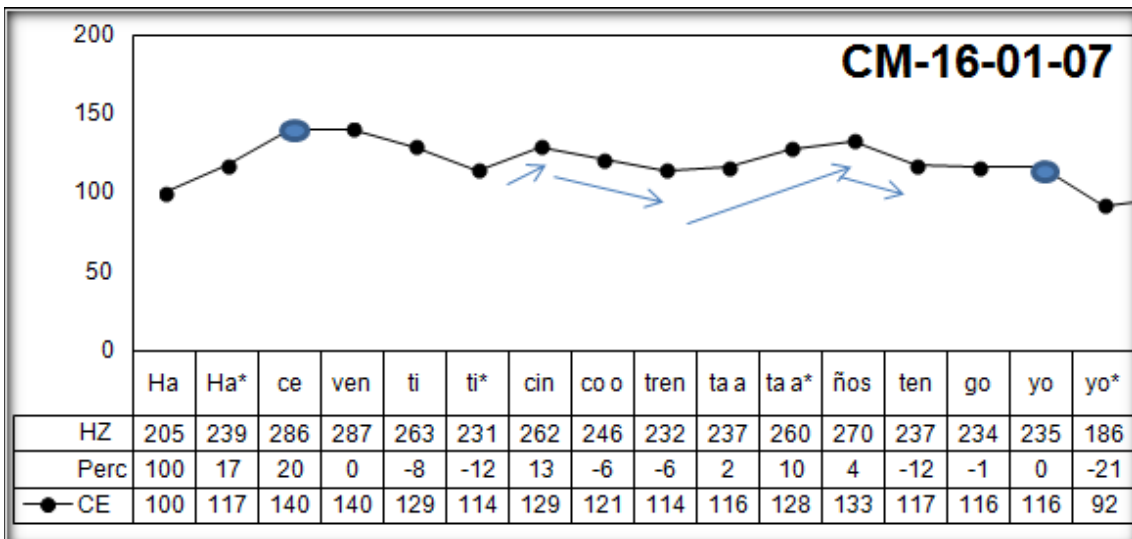 200
CM-16-01-07
150
100
50
0
Ha Ha* ce ven ti ti* cin co o tren ta a ta a* ños ten go yo yo*
HZ 205 239 286 287 263 231 262 246 232 237 260 270 237 234 235 186
Perc 100 17 20 0 -8 -12 13 -6 -6 2 10 4 -12 -1 0 -21
CE 100 117 140 140 129 114 129 121 114 116 128 133 117 116 116 92